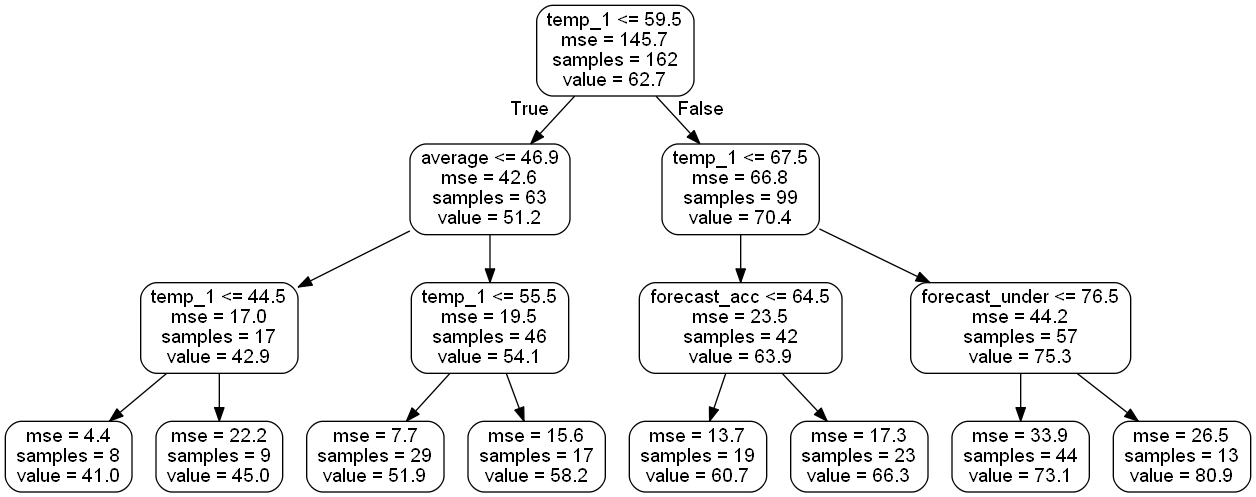 temp_1 <= 59.5
mse = 145.7
samples = 162
value = 62.7
True
False
average <= 46.9
mse = 42.6
samples = 63
value = 51.2
temp_1 <= 67.5
mse = 66.8
samples = 99
value = 70.4
temp_1 <= 44.5
mse = 17.0
samples = 17
value = 42.9
temp_1 <= 55.5
mse = 19.5
samples = 46
value = 54.1
forecast_acc <= 64.5
mse = 23.5
samples = 42
value = 63.9
forecast_under <= 76.5
mse = 44.2
samples = 57
value = 75.3
mse = 4.4
samples = 8
value = 41.0
mse = 22.2
samples = 9
value = 45.0
mse = 7.7
samples = 29
value = 51.9
mse = 15.6
samples = 17
value = 58.2
mse = 13.7
samples = 19
value = 60.7
mse = 17.3
samples = 23
value = 66.3
mse = 33.9
samples = 44
value = 73.1
mse = 26.5
samples = 13
value = 80.9